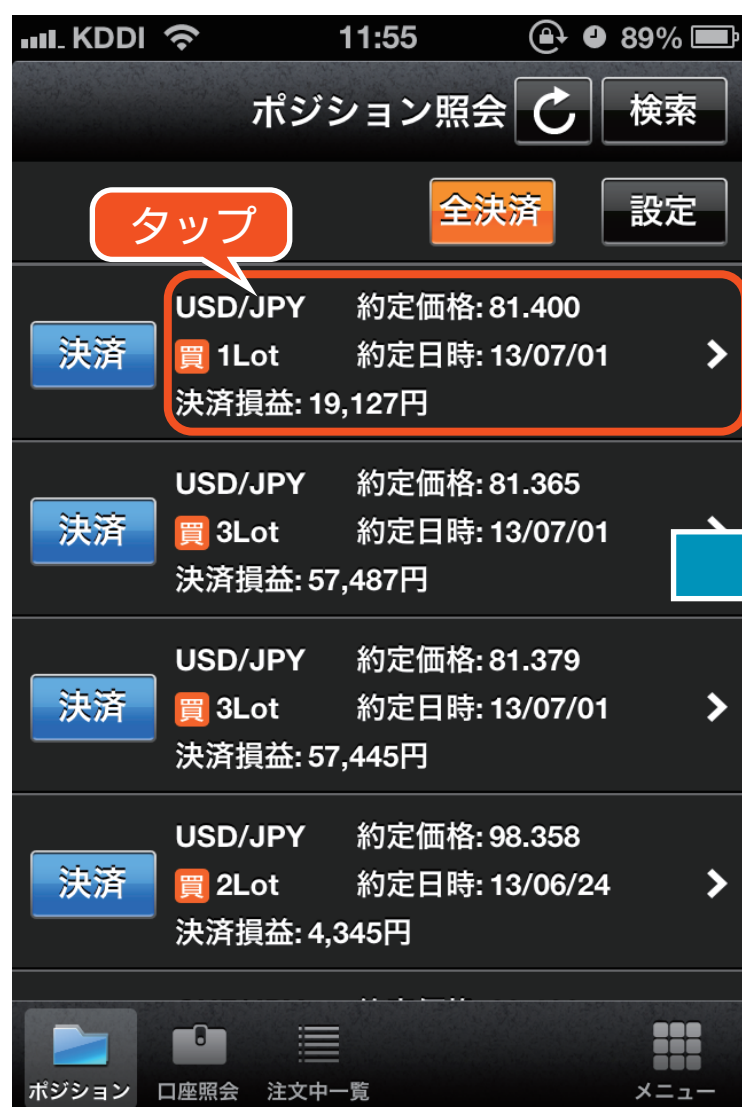 KDDI 11:55 89%
ポジション照会 検索
タップ 全決済 設定
USD/JPY 約定価格:81.400
決済 買 1Lot 約定日時:13/07/01
決済損益:19,127円
USD/JPY 約定価格:81.365
決済 買 3Lot 約定日時:13/07/01
決済損益:57,487円
USD/JPY 約定価格:81.379
決済 買 3Lot 約定日時:13/07/01
決済損益:57,445円
USD/JPY 約定価格:98.358
決済 買 2Lot 約定日時:13/06/24
決済損益:4,345円
ポジション 口座照会 注文中一覧 メニュー